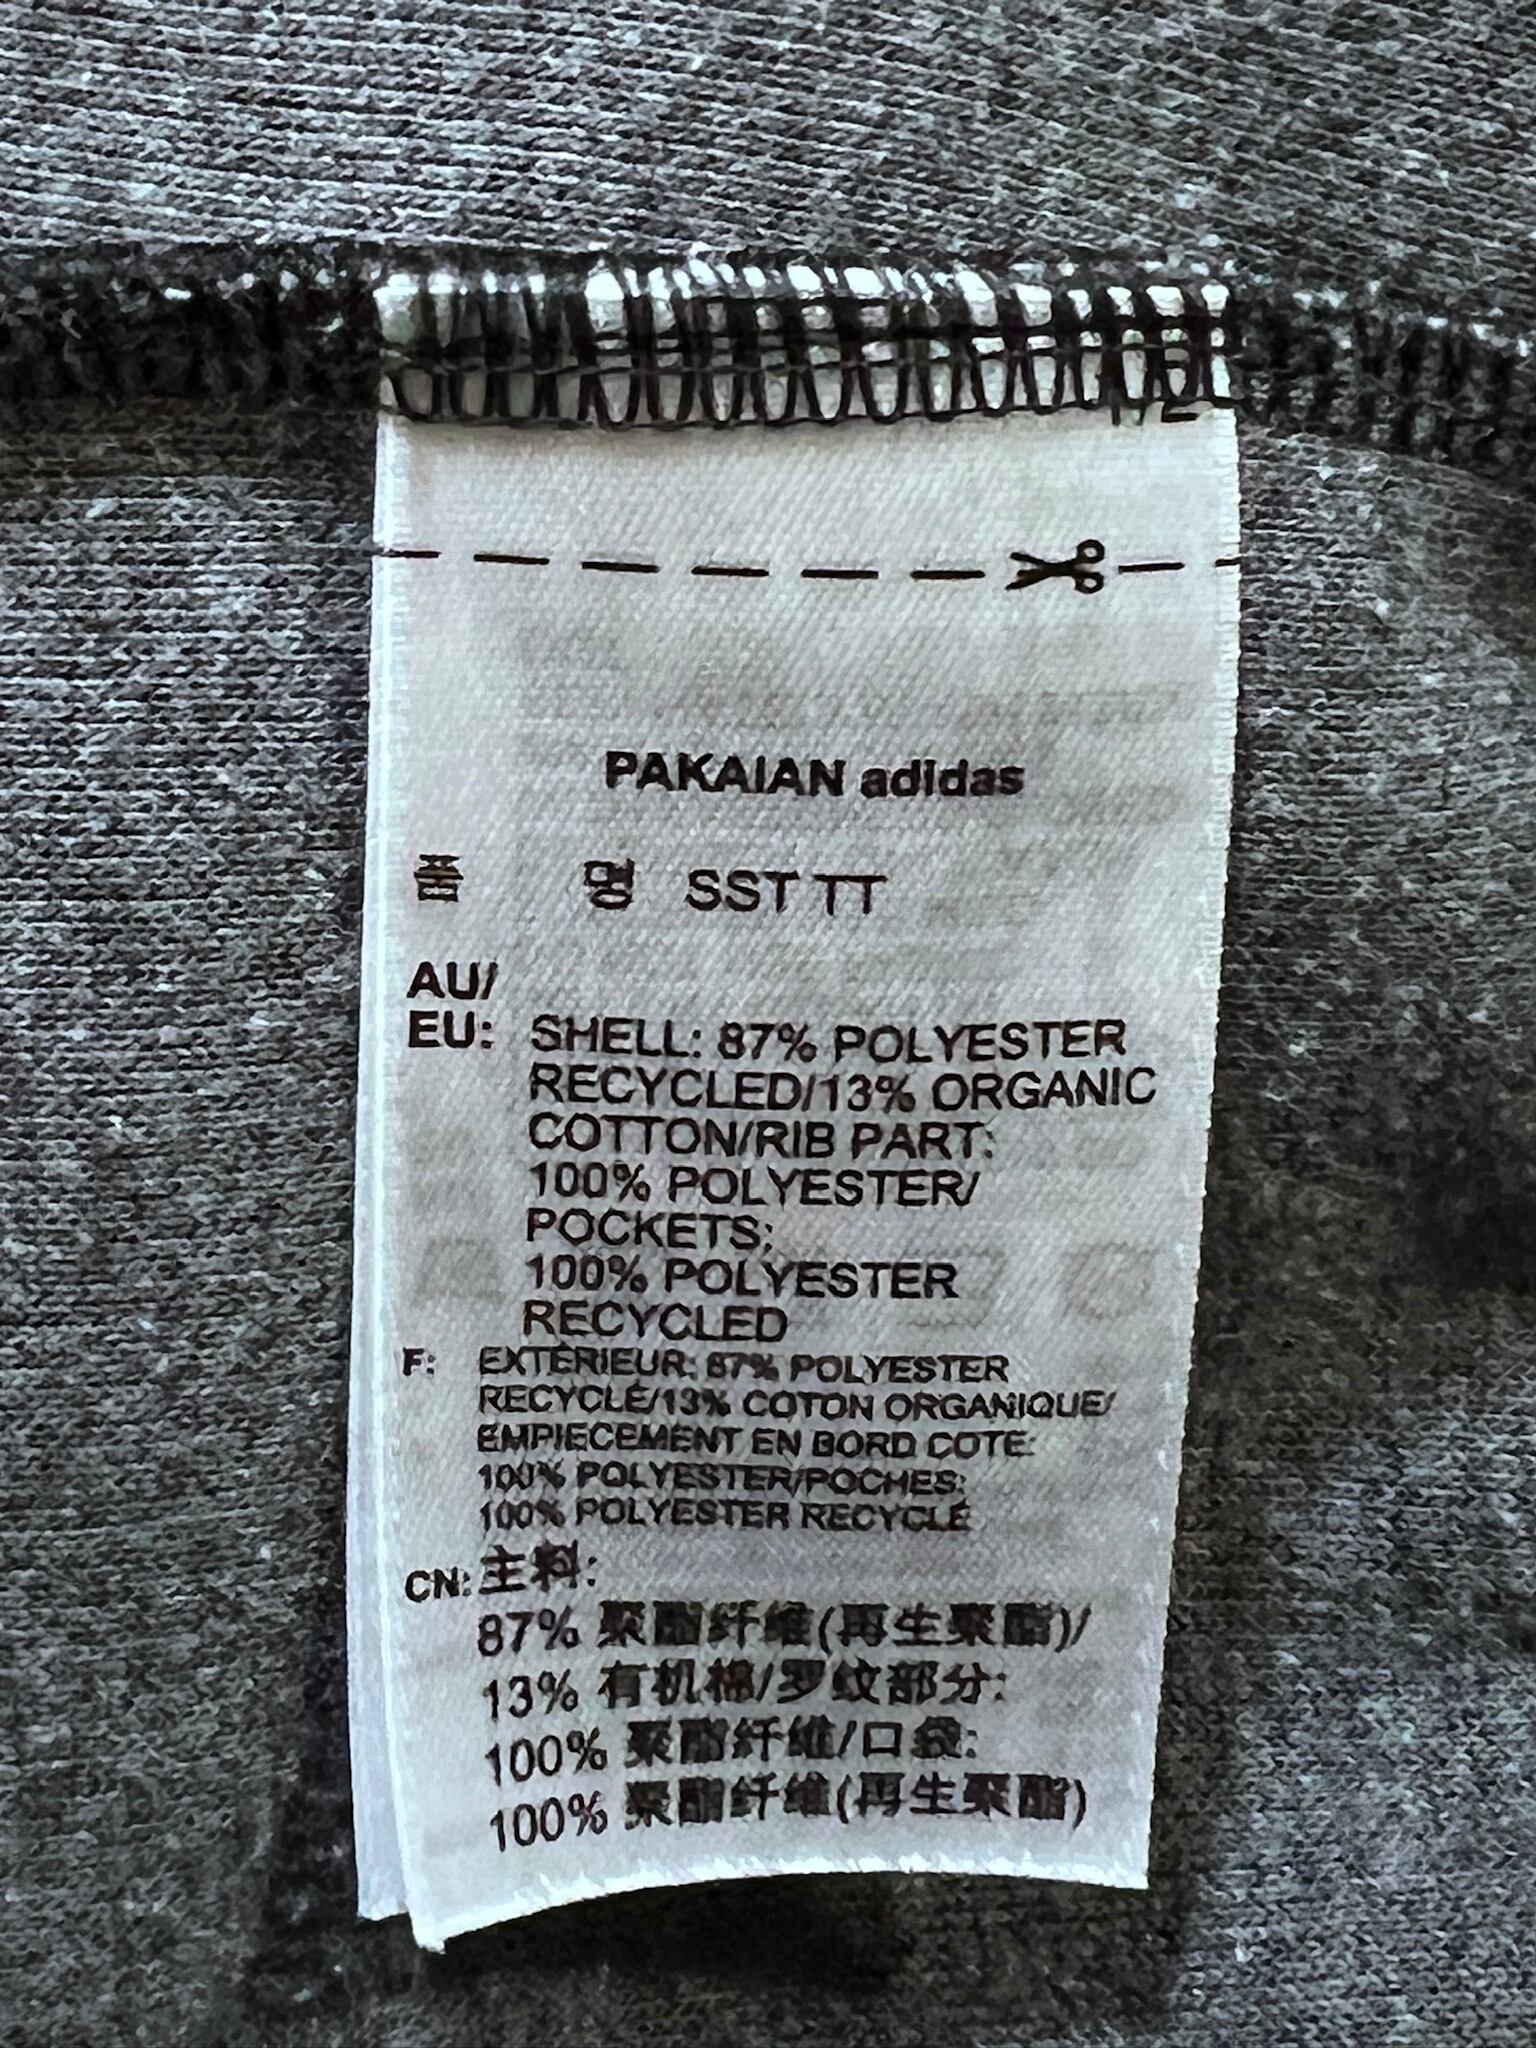 PAKAIAN adidas
품 명 SST TT
AU/
EU: SHELL: 87% POLYESTER
RECYCLED/13% ORGANIC
COTTON/RIB PART:
100% POLYESTER/
POCKETS:
100% POLYESTER
RECYCLED
F: EXTÉRIEUR: 87% POLYESTER
RECYCLÉ/13% COTON ORGANIQUE/
EMPIECEMENT EN BORD COTE:
100% POLYESTER/POCHES:
100% POLYESTER RECYCLÉ
CN: 主料:
87% 聚酯纤维(再生聚酯)/
13% 有机棉/罗纹部分:
100% 聚酯纤维/口袋:
100% 聚酯纤维(再生聚酯)